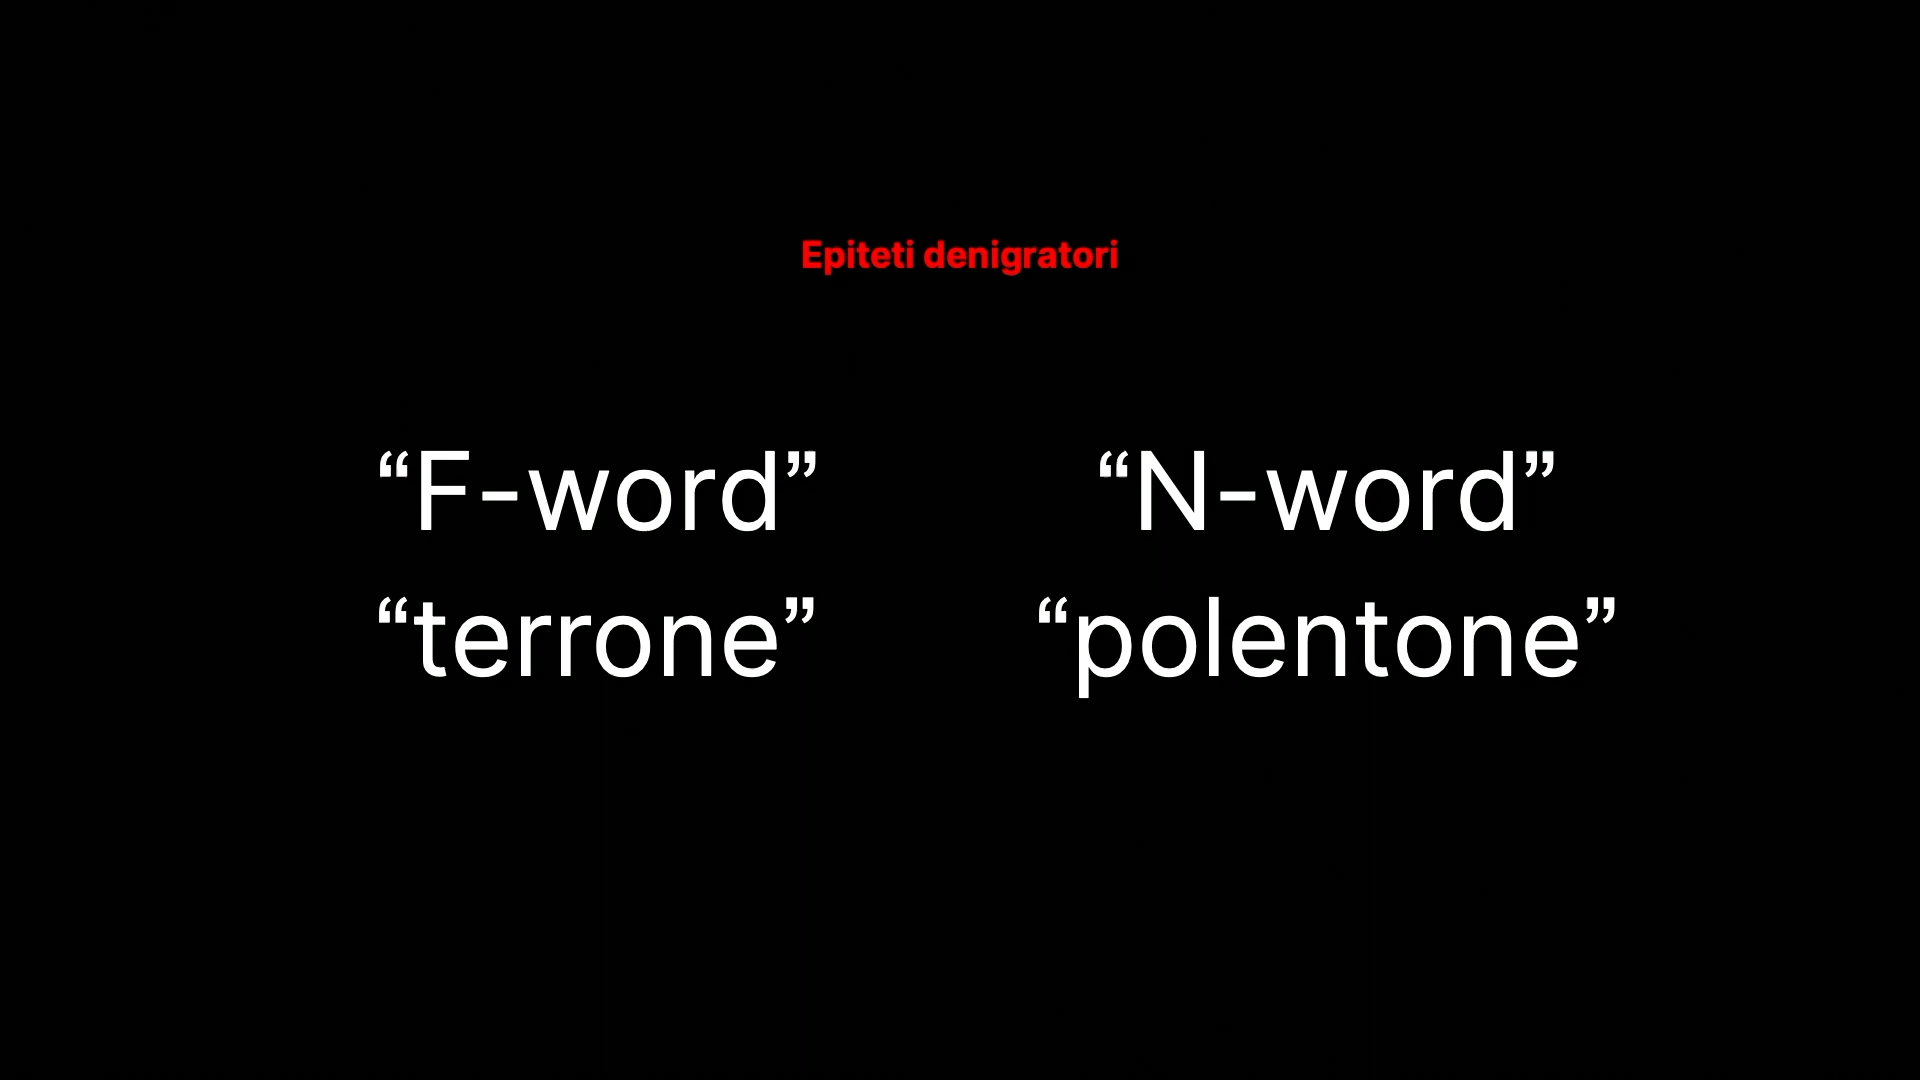 Epiteti denigratori
“F-word” “N-word”
“terrone” “polentone”